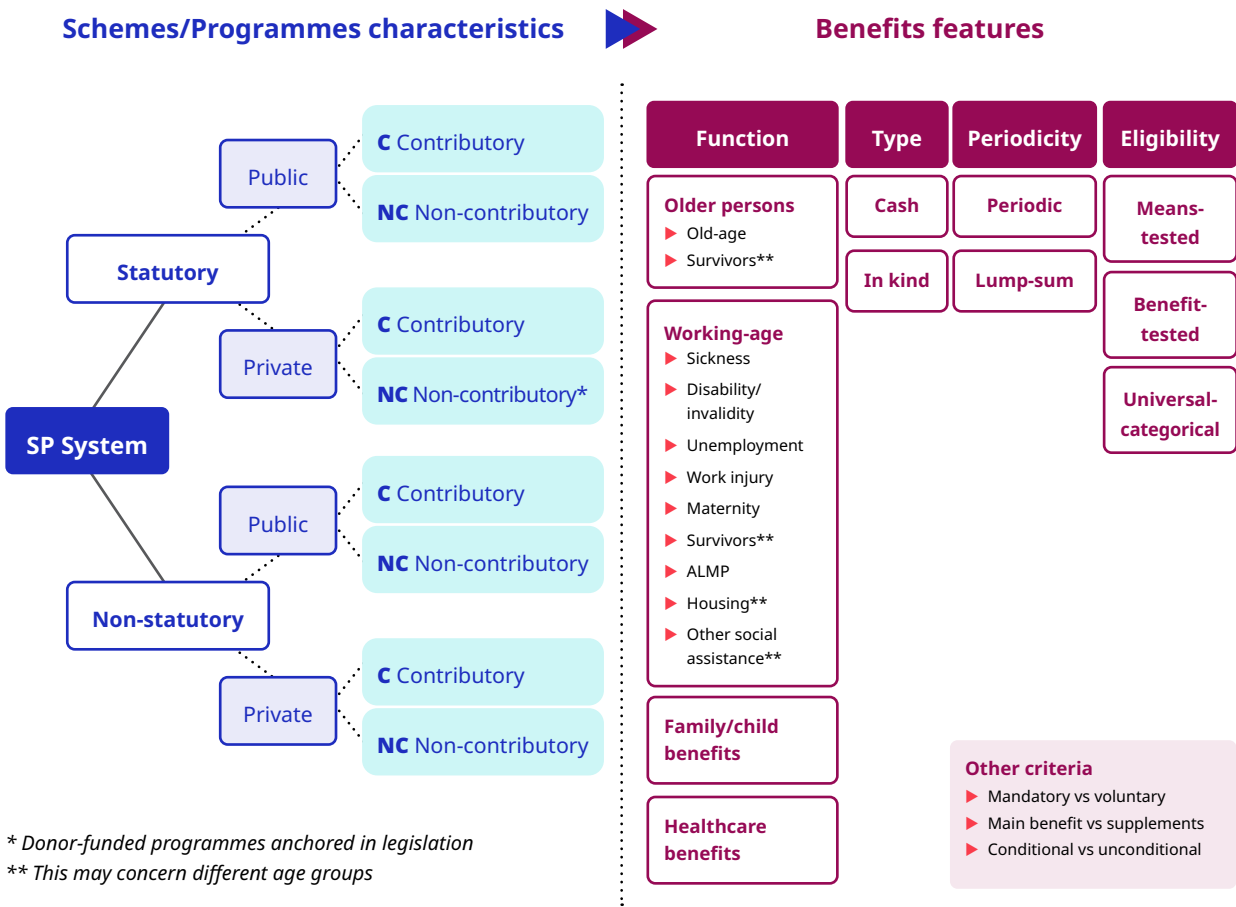 Schemes/Programmes characteristics
Benefits features
SP System
Statutory
Public
C Contributory
NC Non-contributory
Private
C Contributory
NC Non-contributory*
Non-statutory
Public
C Contributory
NC Non-contributory
Private
C Contributory
NC Non-contributory
* Donor-funded programmes anchored in legislation
** This may concern different age groups
Function
Older persons
Old-age
Survivors**
Working-age
Sickness
Disability/
invalidity
Unemployment
Work injury
Maternity
Survivors**
ALMP
Housing**
Other social
assistance**
Family/child
benefits
Healthcare
benefits
Type
Cash
In kind
Periodicity
Periodic
Lump-sum
Eligibility
Means-
tested
Benefit-
tested
Universal-
categorical
Other criteria
Mandatory vs voluntary
Main benefit vs supplements
Conditional vs unconditional